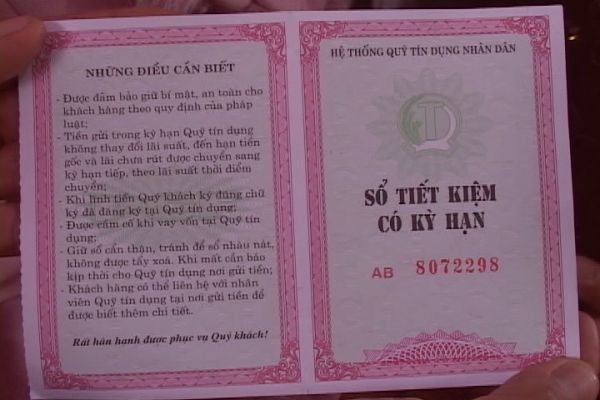 NHỮNG ĐIỀU CẦN BIẾT
- Được đảm bảo giữ bí mật, an toàn cho
khách hàng theo quy định của pháp
luật;
- Tiền gửi trong kỳ hạn Quỹ tín dụng
không thay đổi lãi suất, đến hạn tiền
gốc và lãi chưa rút được chuyển sang
kỳ hạn tiếp, theo lãi suất thời điểm
chuyển;
- Khi lĩnh tiền Quý khách ký đúng chữ
ký đã đăng ký tại Quỹ tín dụng;
- Được cầm cố khi vay vốn tại Quỹ tín
dụng;
- Giữ sổ cẩn thận, tránh để sổ nhàu nát,
không được tẩy xoá. Khi mất cần báo
kịp thời cho Quỹ tín dụng nơi gửi tiền;
- Khách hàng có thể liên hệ với nhân
viên Quỹ tín dụng tại nơi gửi tiền để
được biết thêm chi tiết.
Rất hân hạnh được phục vụ Quý khách!
HỆ THỐNG QUỸ TÍN DỤNG NHÂN DÂN
SỔ TIẾT KIỆM
CÓ KỲ HẠN
AB 8072298